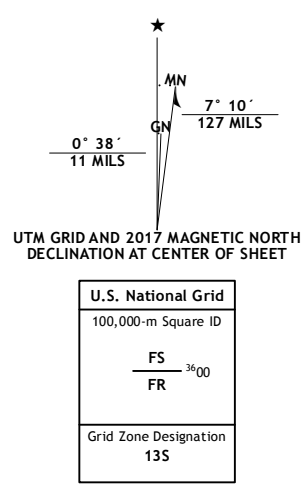 ★
MN
GN
7° 10´
127 MILS
0° 38´
11 MILS
UTM GRID AND 2017 MAGNETIC NORTH
DECLINATION AT CENTER OF SHEET
U.S. National Grid
100,000-m Square ID
FS
3600
FR
Grid Zone Designation
13S